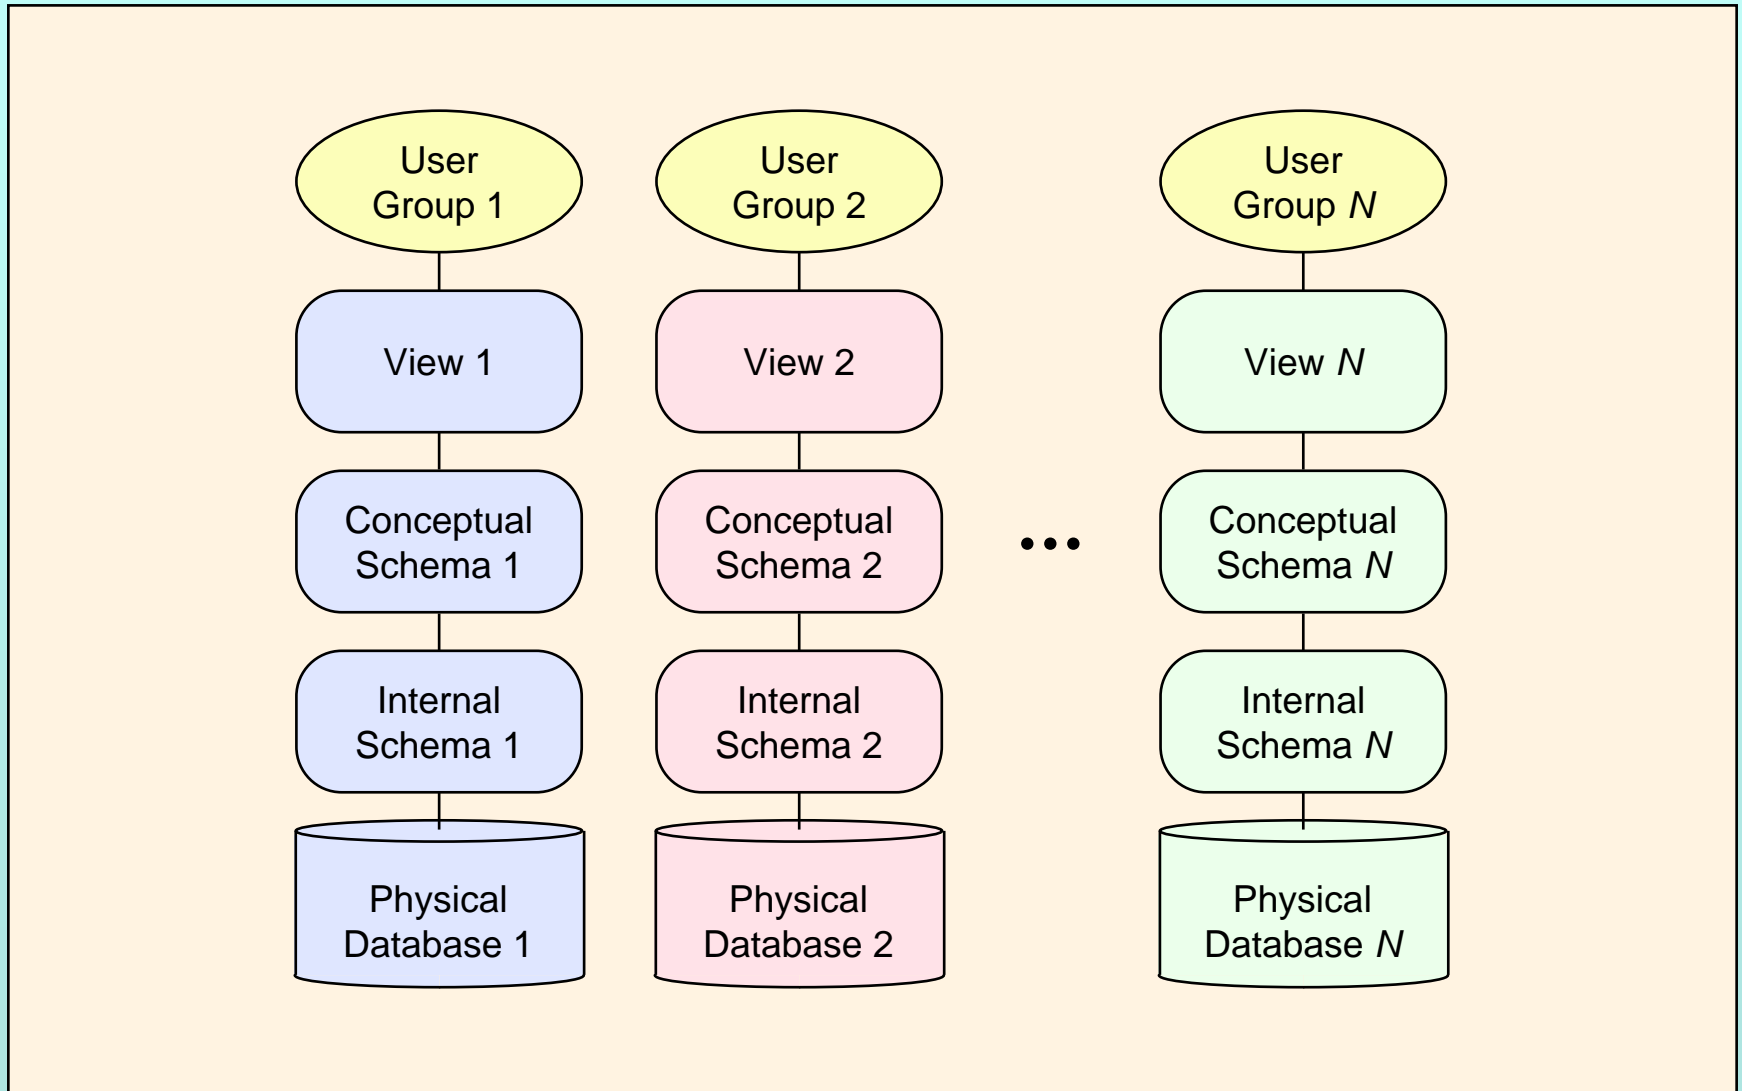 User
Group 1
User
Group 2
User
Group N
View 1
View 2
View N
Conceptual
Schema 1
Conceptual
Schema 2
•••
Conceptual
Schema N
Internal
Schema 1
Internal
Schema 2
Internal
Schema N
Physical
Database 1
Physical
Database 2
Physical
Database N